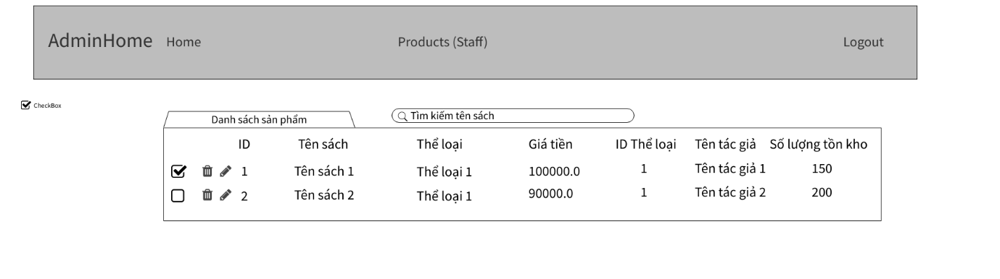 AdminHome Home Products (Staff) Logout
CheckBox
Danh sách sản phẩm Tìm kiếm tên sách
ID Tên sách Thể loại Giá tiền ID Thể loại Tên tác giả Số lượng tồn kho
1 Tên sách 1 Thể loại 1 100000.0 1 Tên tác giả 1 150
2 Tên sách 2 Thể loại 1 90000.0 1 Tên tác giả 2 200